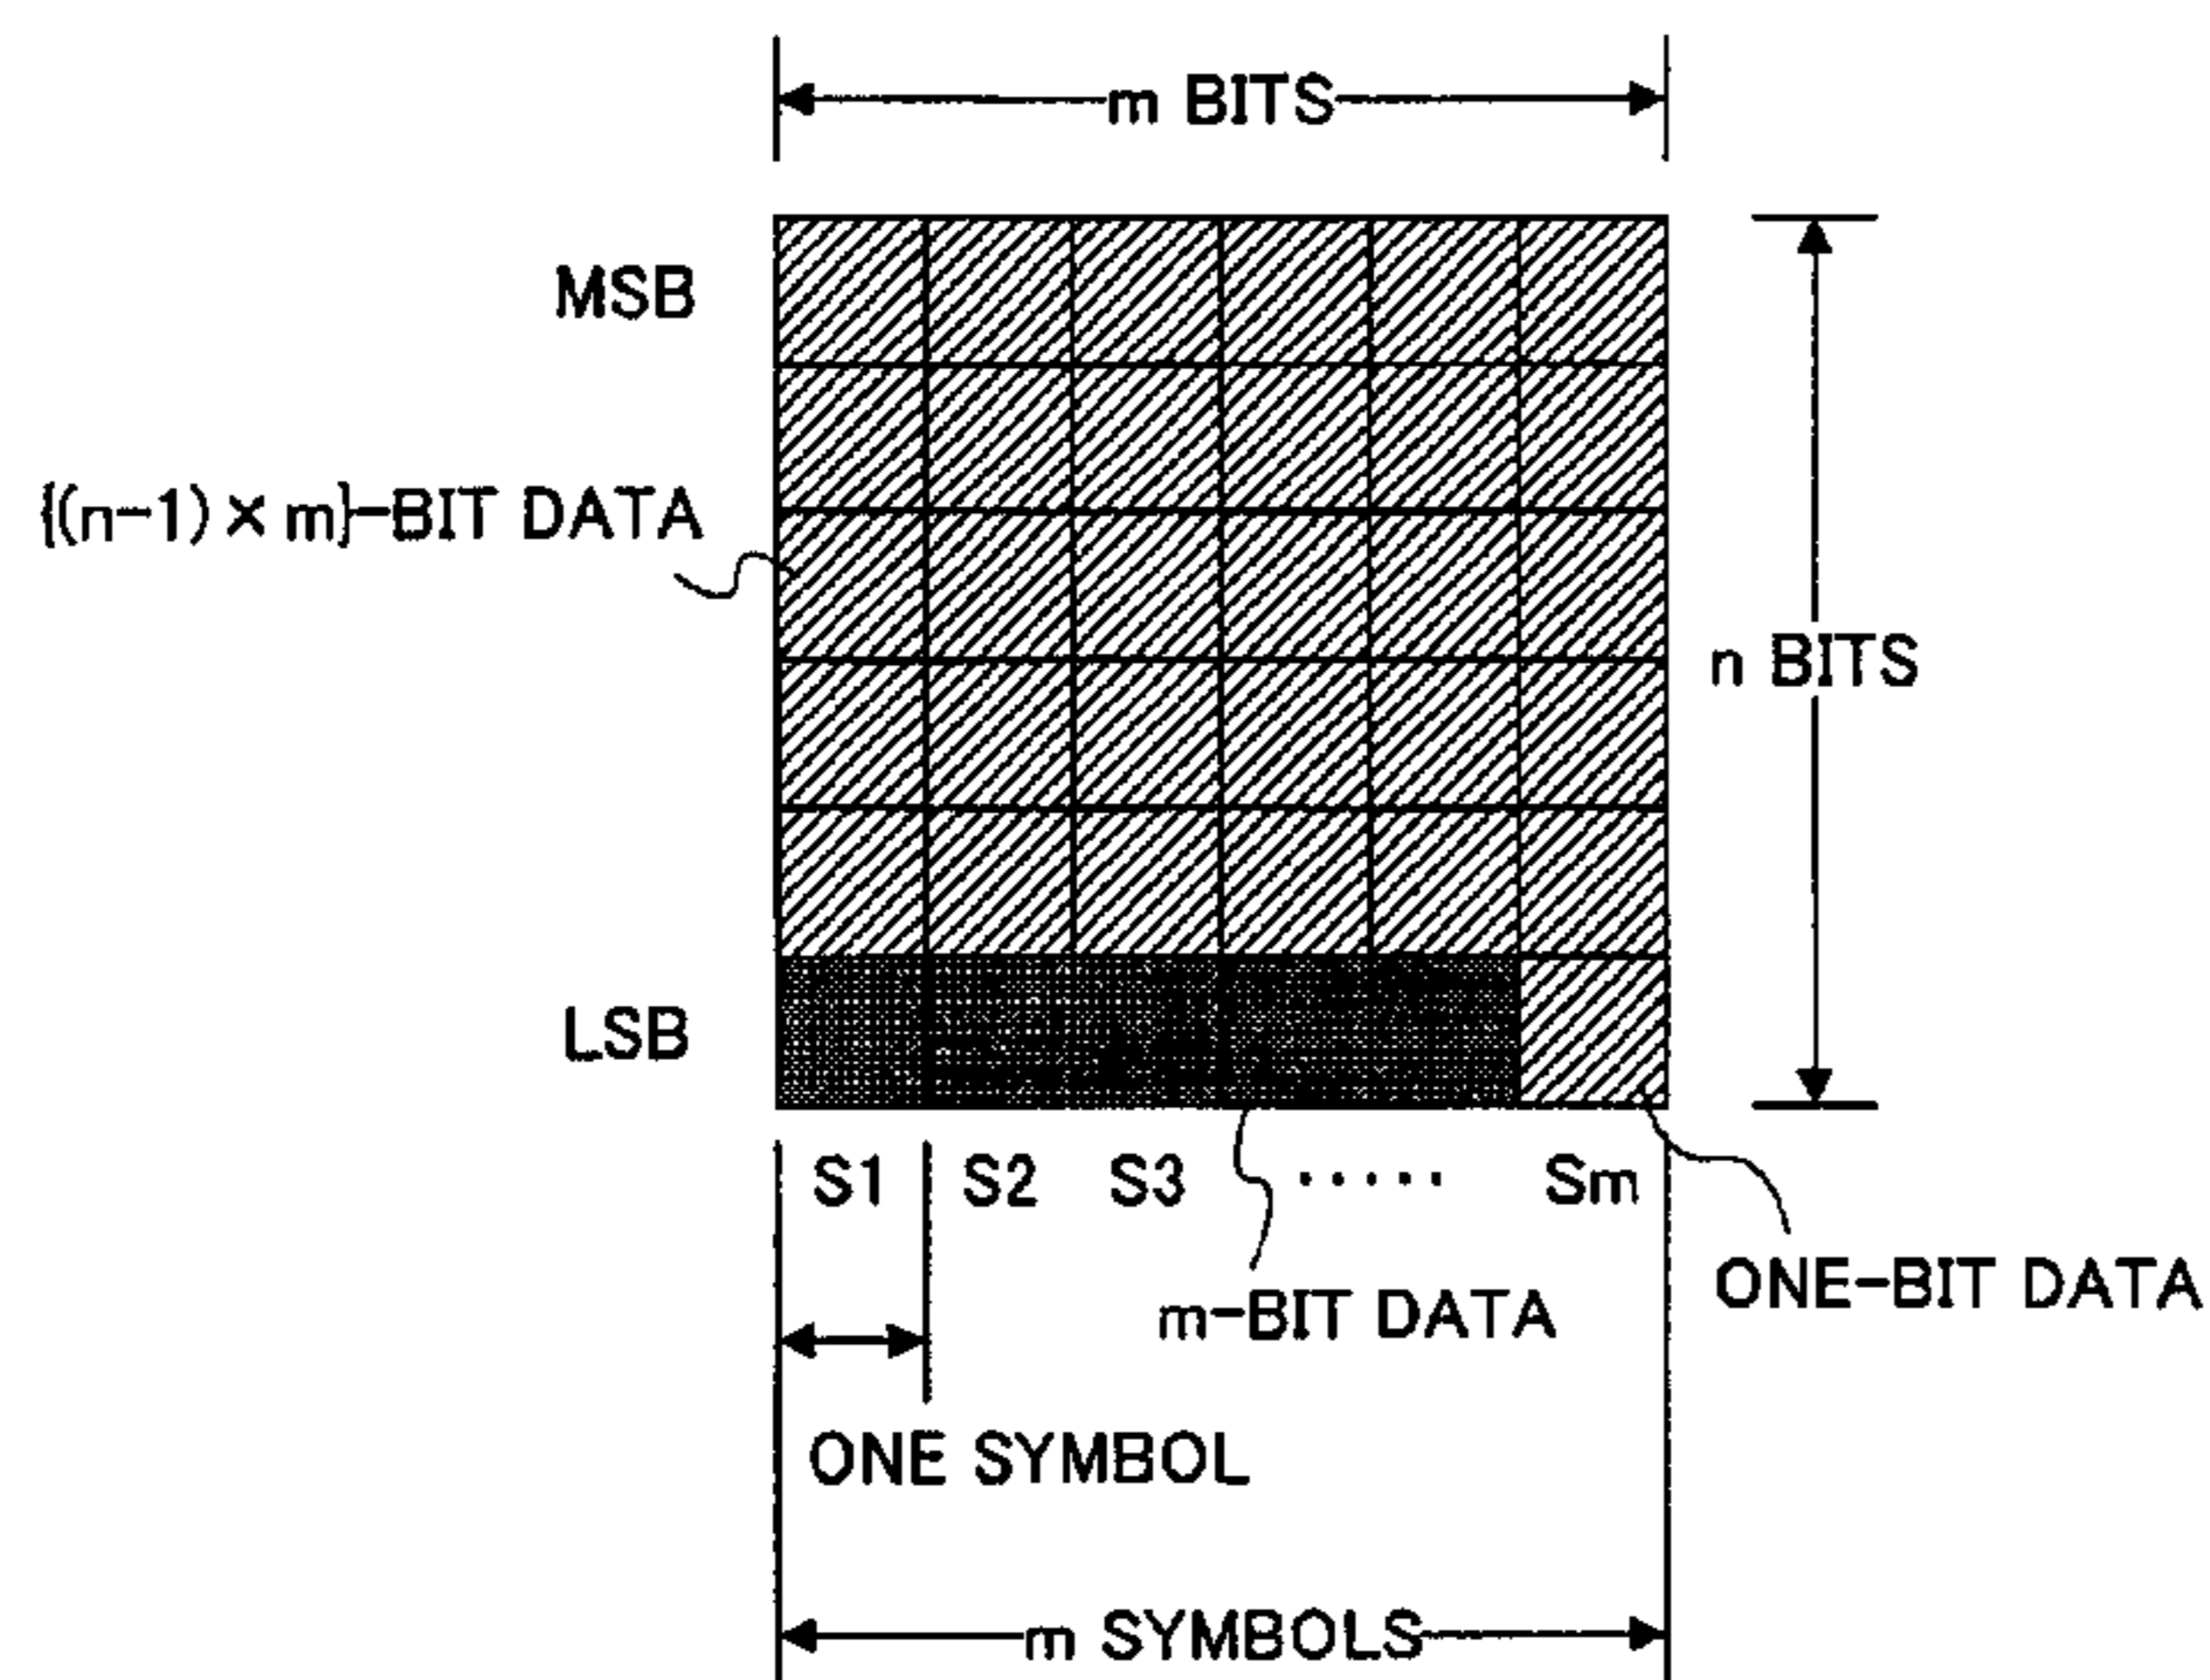 m BITS
MSB
{(n-1)×m}-BIT DATA
n BITS
LSB
S1 S2 S3 ····· Sm
ONE-BIT DATA
m-BIT DATA
ONE SYMBOL
m SYMBOLS